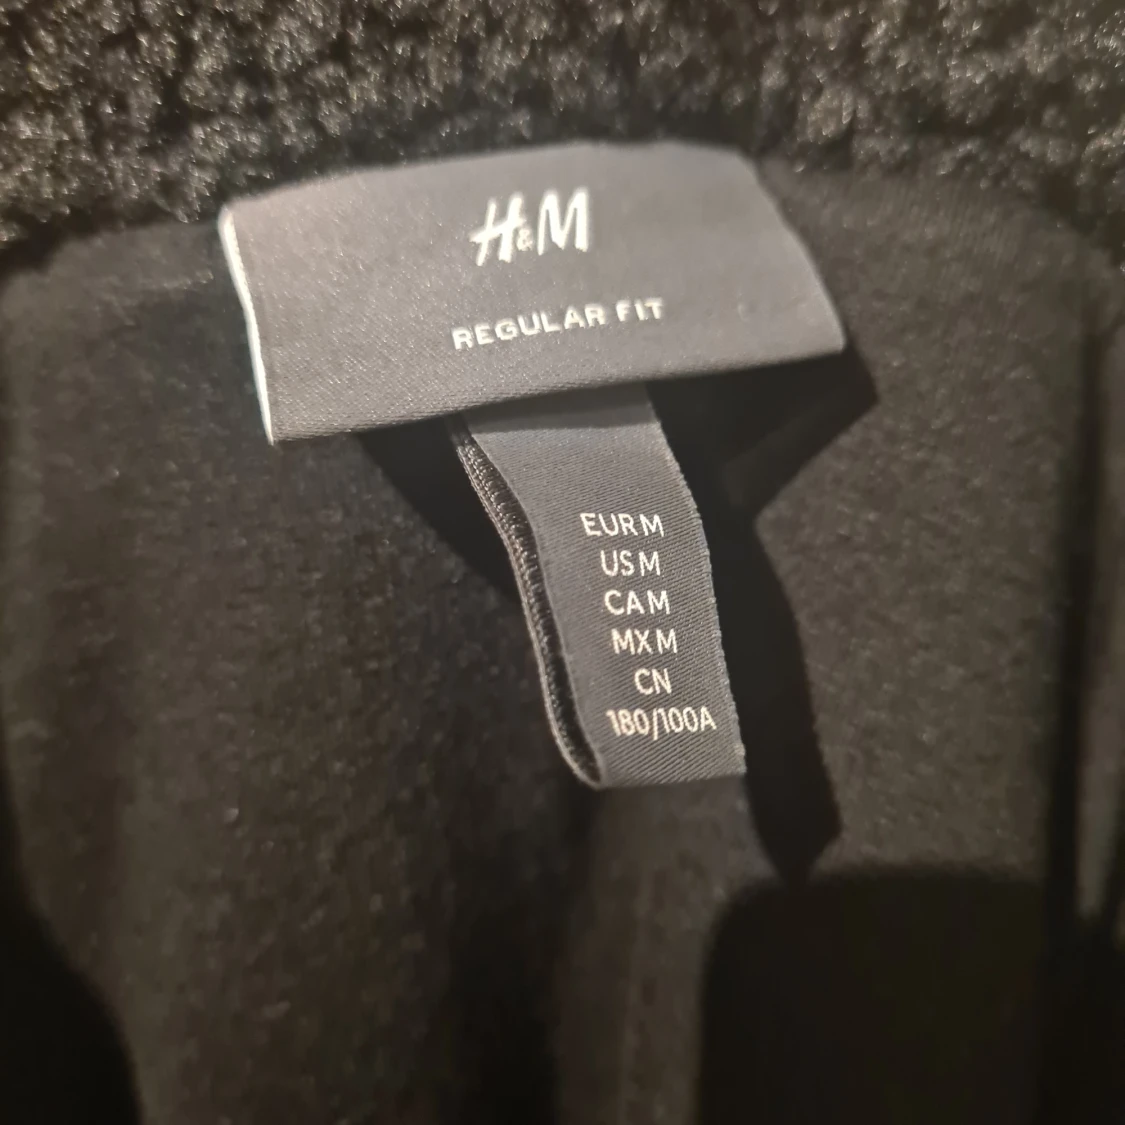 H&M
REGULAR FIT
EUR M
US M
CA M
MX M
CN
180/100A